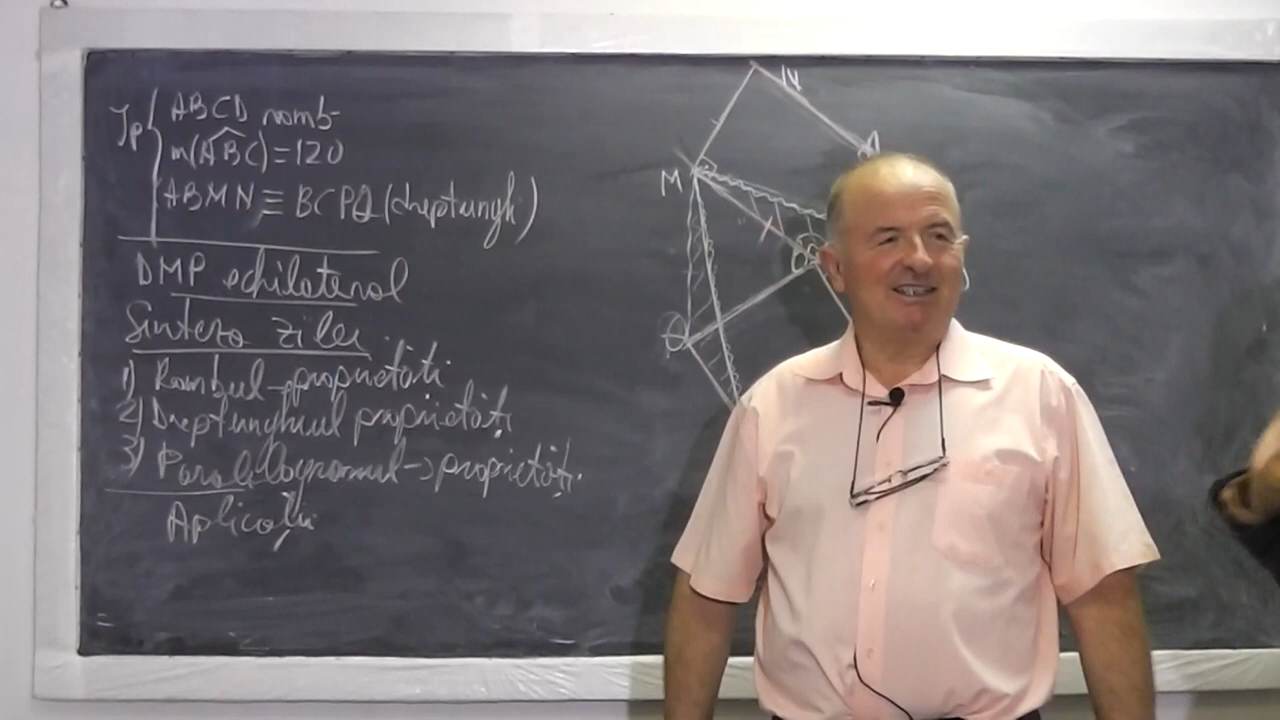 Ip { ABCD romb
m(ABC)=120
ABMN ≡ BCPQ (dreptungh)
DMP echilateral
Sinteza zilei
1) Rombul-proprietăți
2) Dreptunghiul proprietăți
3) Paralelogramul → proprietăți
Aplicații
N
A
M
Q